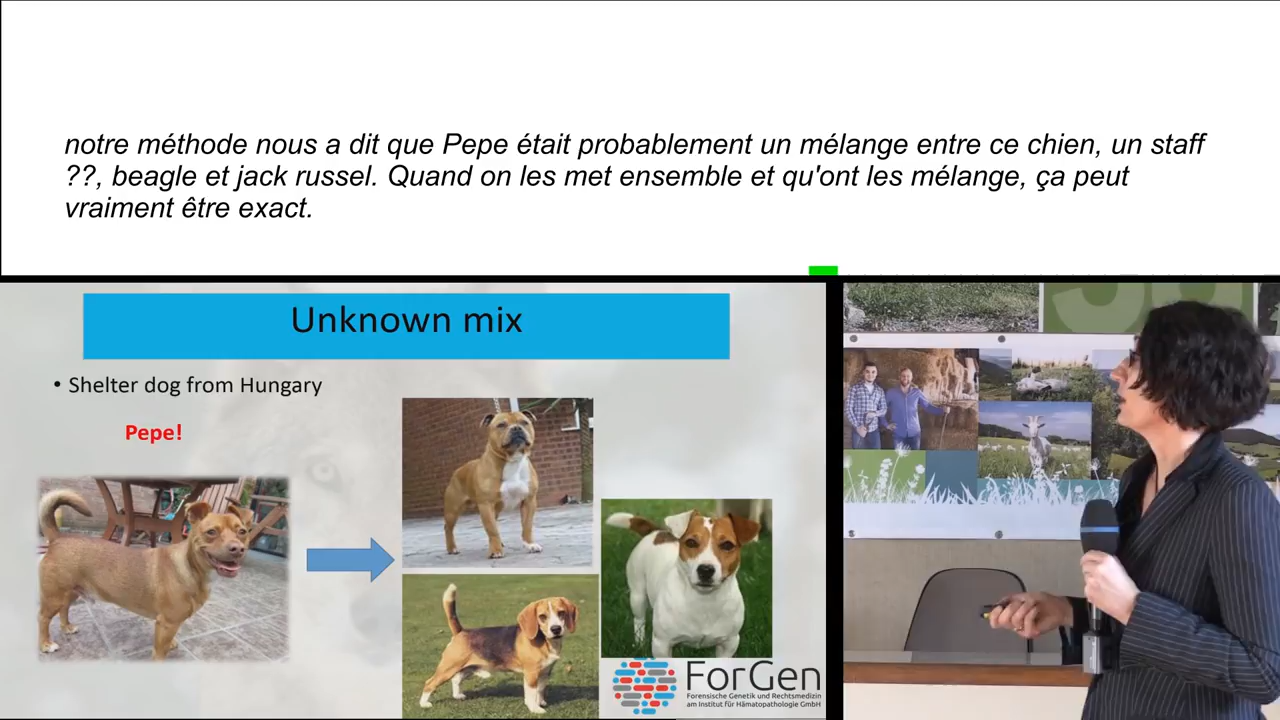 notre méthode nous a dit que Pepe était probablement un mélange entre ce chien, un staff
??, beagle et jack russel. Quand on les met ensemble et qu'ont les mélange, ça peut
vraiment être exact.
Unknown mix
• Shelter dog from Hungary
Pepe!
ForGen
Forensische Genetik und Rechtsmedizin
am Institut für Hämatopathologie GmbH